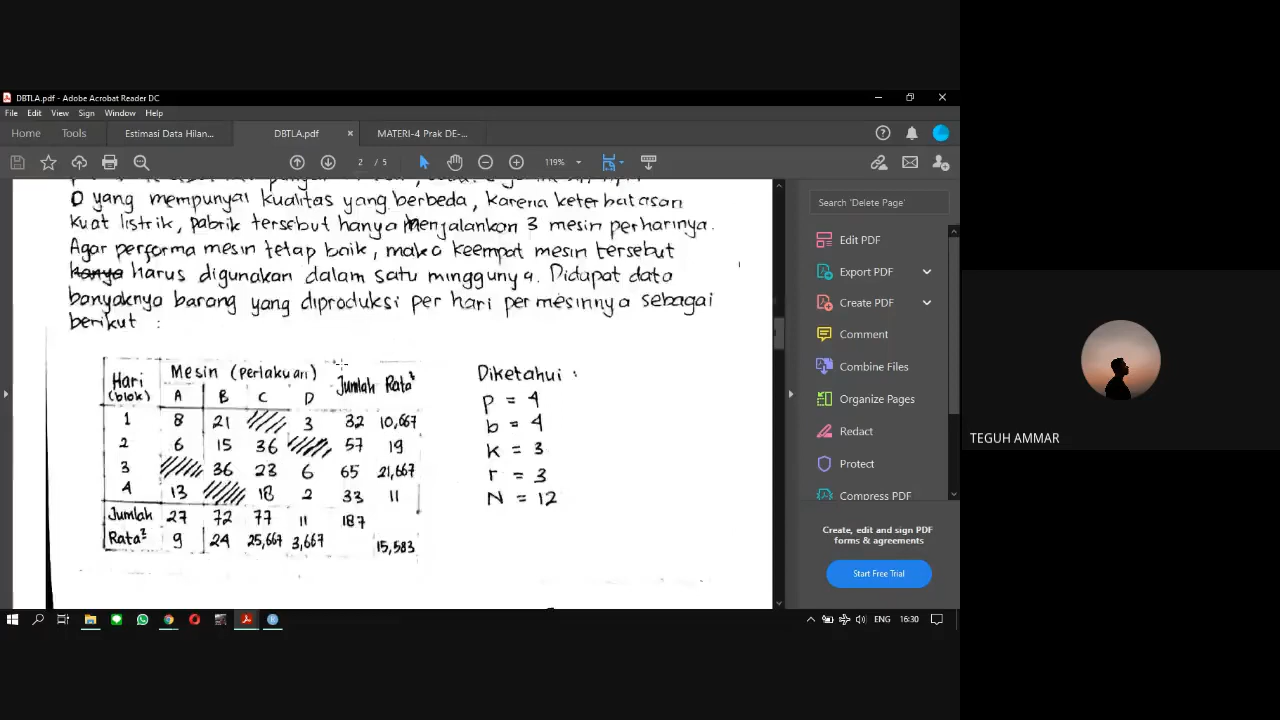 DBTLA.pdf - Adobe Acrobat Reader DC
File Edit View Sign Window Help
Home Tools Estimasi Data Hilan... DBTLA.pdf × MATERI-4 Prak DE-...
2 / 5 119%
D yang mempunyai kualitas yang berbeda, karena keterbatasan
kuat listrik, pabrik tersebut hanya menjalankan 3 mesin perharinya.
Agar performa mesin tetap baik, maka keempat mesin tersebut
hanya harus digunakan dalam satu minggunya. Didapat data
banyaknya barang yang diproduksi per hari per mesinnya sebagai
berikut :
Hari (blok) Mesin (perlakuan) Jumlah Rata²
A B C D
1 8 21 3 32 10,667
2 6 15 36 57 19
3 36 23 6 65 21,667
4 13 18 2 33 11
Jumlah 27 72 77 11 187
Rata² 9 24 25,667 3,667 15,583
Diketahui :
p = 4
b = 4
k = 3
r = 3
N = 12
Search 'Delete Page'
Edit PDF
Export PDF
Create PDF
Comment
Combine Files
Organize Pages
Redact
Protect
Compress PDF
Create, edit and sign PDF
forms & agreements
Start Free Trial
TEGUH AMMAR
ENG 16:30